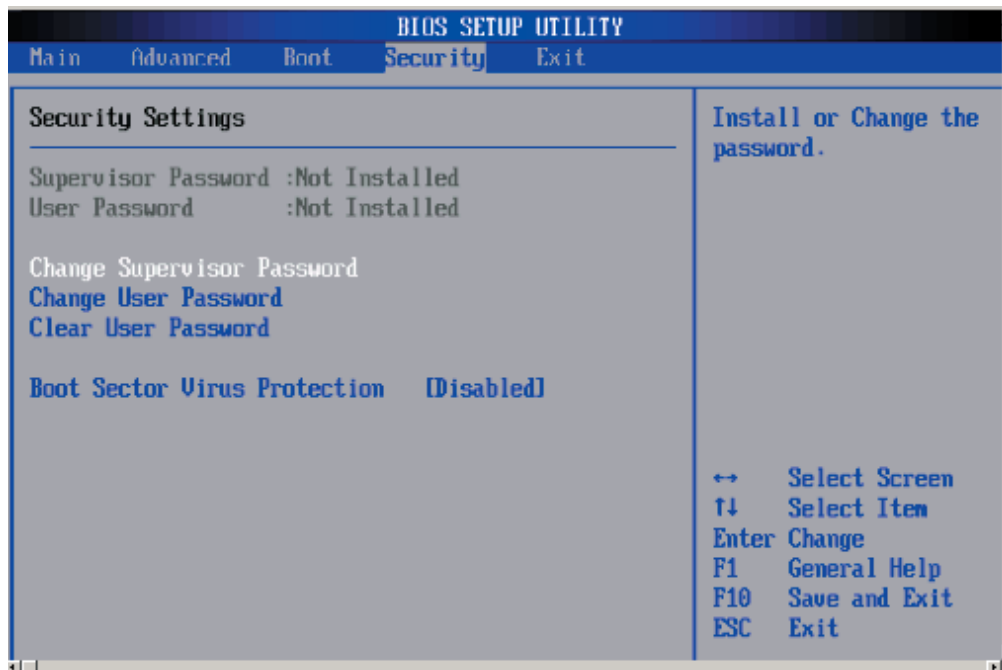 BIOS SETUP UTILITY
Main Advanced Boot Security Exit
Security Settings
Supervisor Password :Not Installed
User Password :Not Installed
Change Supervisor Password
Change User Password
Clear User Password
Boot Sector Virus Protection [Disabled]
Install or Change the
password.
↔ Select Screen
↑↓ Select Item
Enter Change
F1 General Help
F10 Save and Exit
ESC Exit